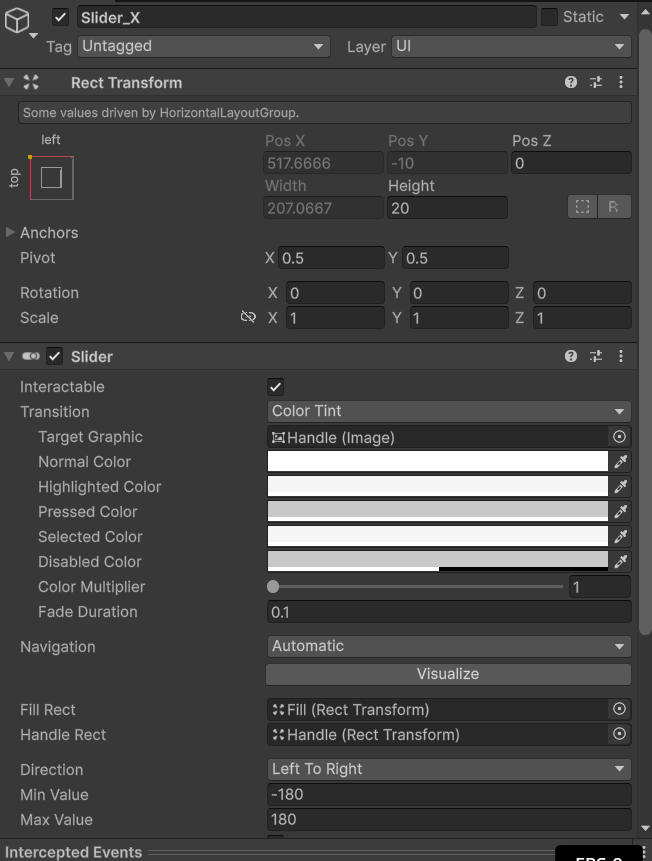 Slider_X
Static
Tag Untagged Layer UI
Rect Transform
Some values driven by HorizontalLayoutGroup.
left
top
Pos X Pos Y Pos Z
517.6666 -10 0
Width Height
207.0667 20
R
Anchors
Pivot X 0.5 Y 0.5
Rotation X 0 Y 0 Z 0
Scale X 1 Y 1 Z 1
Slider
Interactable
Transition Color Tint
Target Graphic Handle (Image)
Normal Color
Highlighted Color
Pressed Color
Selected Color
Disabled Color
Color Multiplier 1
Fade Duration 0.1
Navigation Automatic
Visualize
Fill Rect Fill (Rect Transform)
Handle Rect Handle (Rect Transform)
Direction Left To Right
Min Value -180
Max Value 180
Intercepted Events